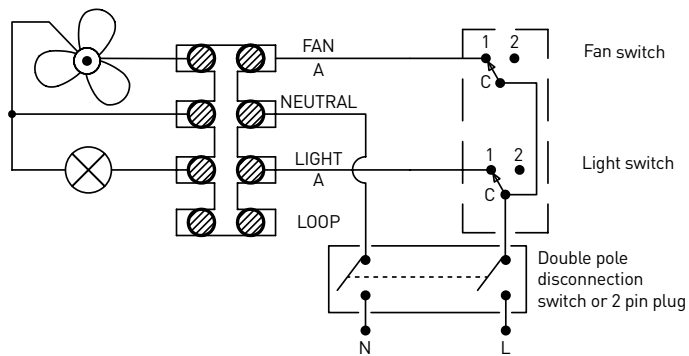 FAN
A
1 2
C
Fan switch
NEUTRAL
LIGHT
A
1 2
C
Light switch
LOOP
Double pole
disconnection
switch or 2 pin plug
N
L